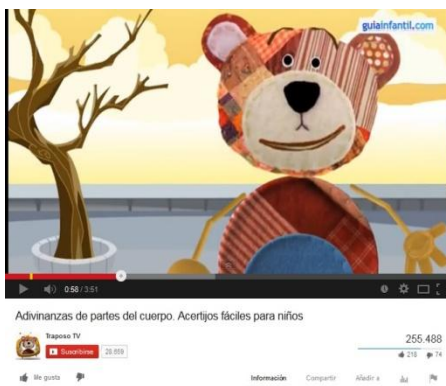 guiainfantil.com
0:58 / 3:51
Adivinanzas de partes del cuerpo. Acertijos fáciles para niños
Traposo TV
Suscribirse 28.859
255.488
218 74
Me gusta
Información Compartir Añadir a